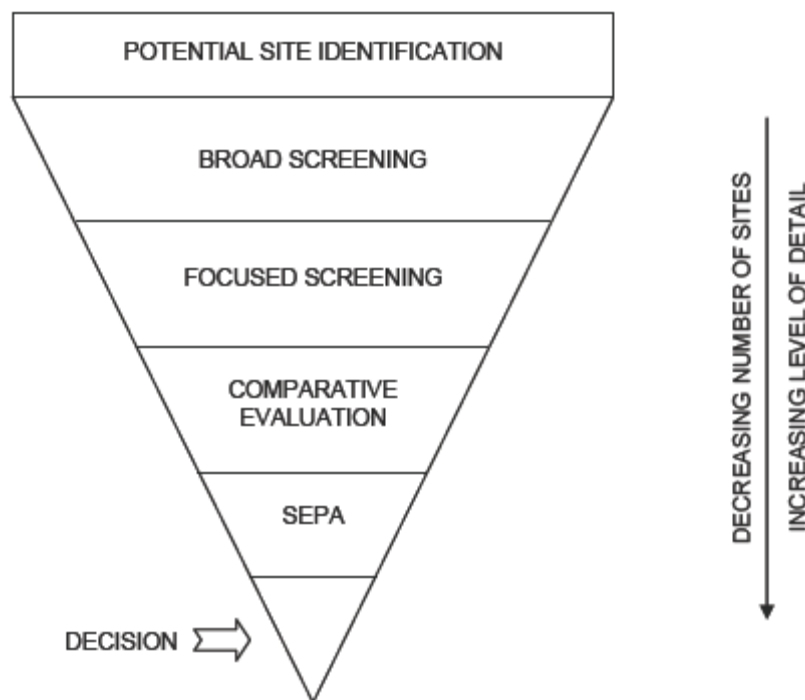 POTENTIAL SITE IDENTIFICATION
BROAD SCREENING
FOCUSED SCREENING
COMPARATIVE
EVALUATION
SEPA
DECISION
DECREASING NUMBER OF SITES
INCREASING LEVEL OF DETAIL